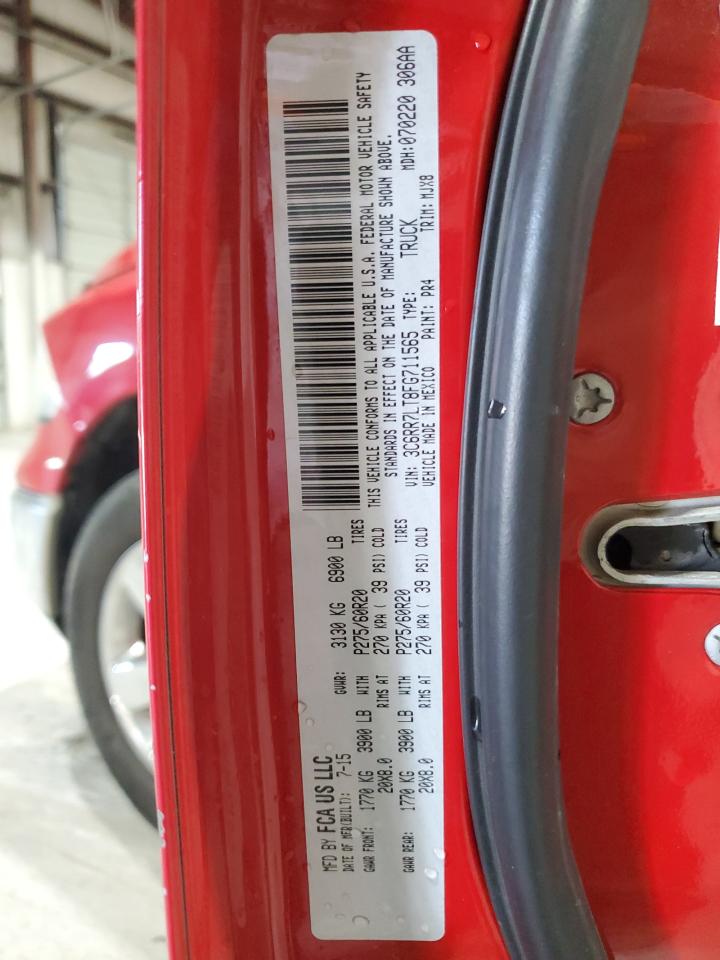 MFD BY FCA US LLC
DATE OF MFR(BUILT): 7-15 GVWR: 3130 KG 6900 LB
GAWR FRONT: 1770 KG 3900 LB WITH P275/60R20 TIRES
20X8.0 RIMS AT 270 KPA ( 39 PSI) COLD
GAWR REAR: 1770 KG 3900 LB WITH P275/60R20 TIRES
20X8.0 RIMS AT 270 KPA ( 39 PSI) COLD
THIS VEHICLE CONFORMS TO ALL APPLICABLE U.S.A. FEDERAL MOTOR VEHICLE SAFETY
STANDARDS IN EFFECT ON THE DATE OF MANUFACTURE SHOWN ABOVE.
VIN: 3C6RR7LT8FG711565 TYPE: TRUCK MDH:070220 306AA
VEHICLE MADE IN MEXICO PAINT: PR4 TRIM: MJX8